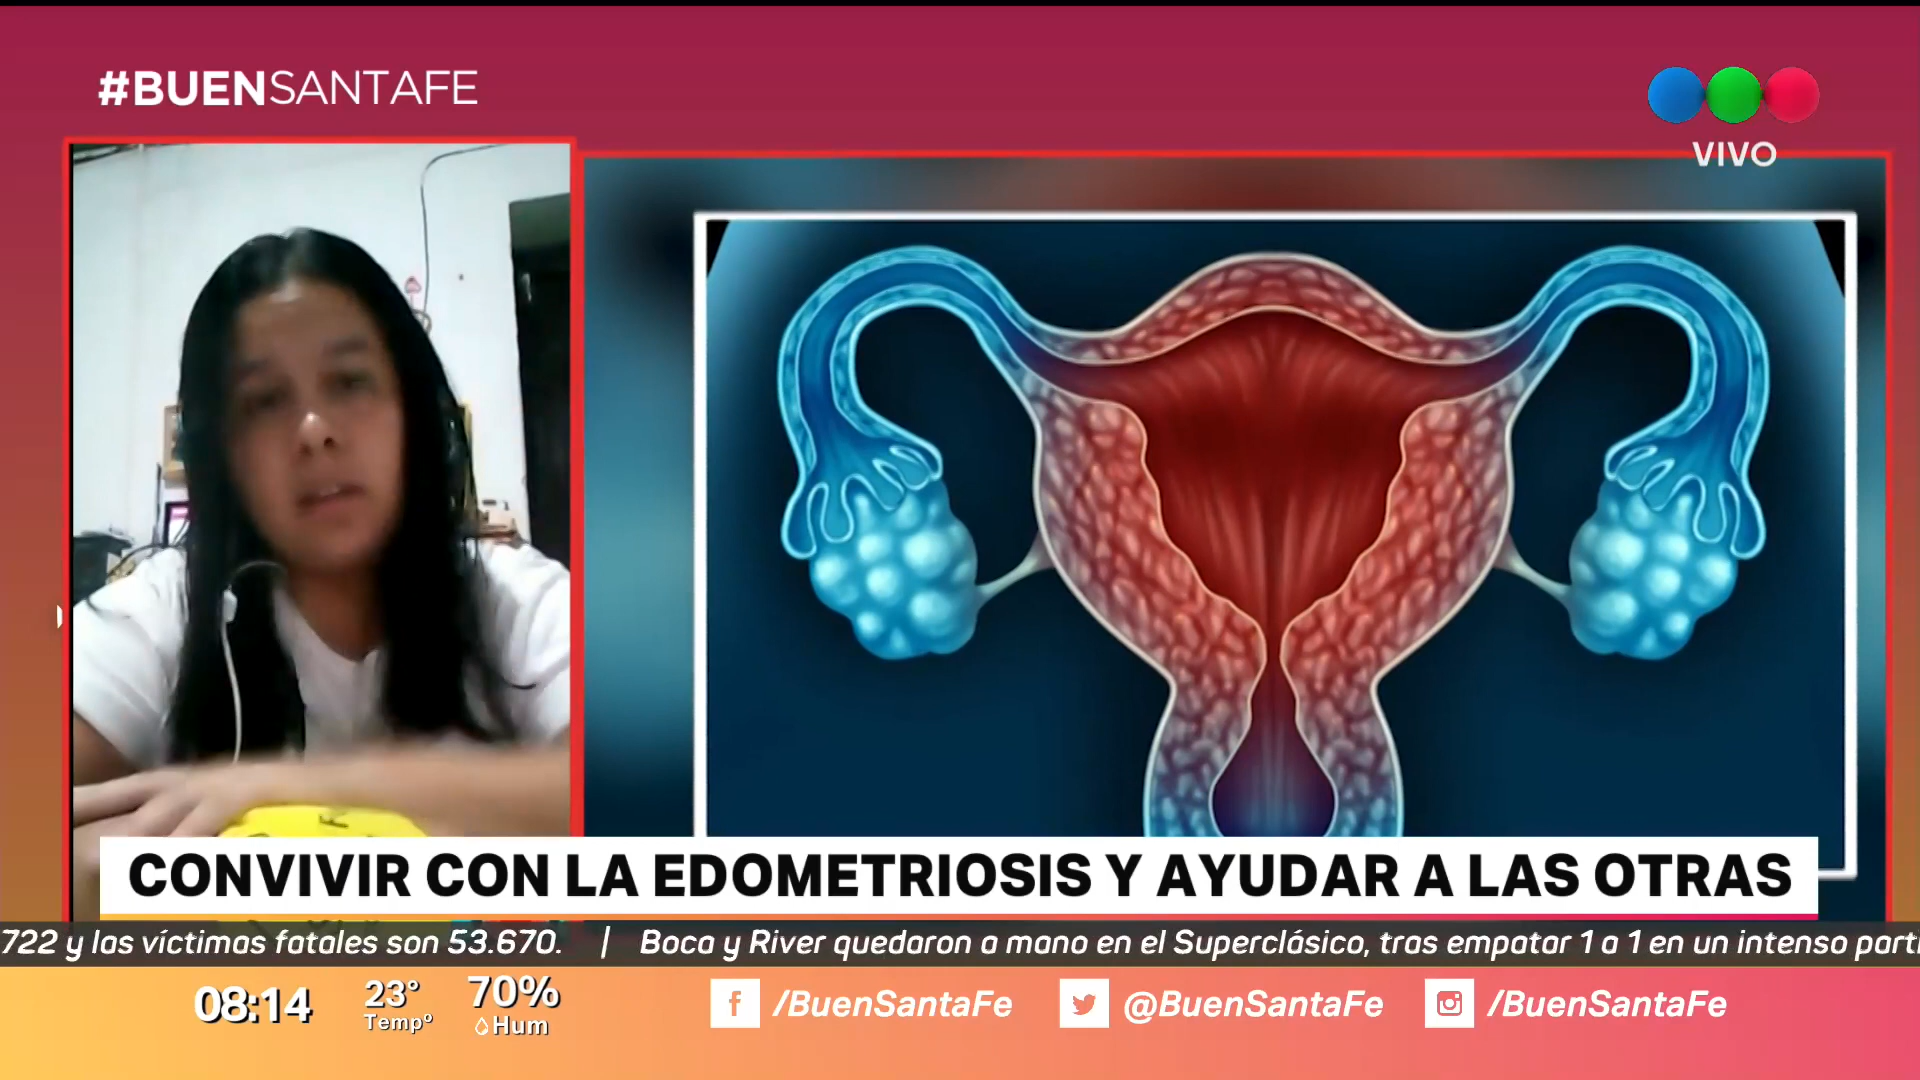 #BUENSANTAFE
VIVO
CONVIVIR CON LA EDOMETRIOSIS Y AYUDAR A LAS OTRAS
722 y las víctimas fatales son 53.670. | Boca y River quedaron a mano en el Superclásico, tras empatar 1 a 1 en un intenso parti
08:14
23° Tempº
70% Hum
/BuenSantaFe
@BuenSantaFe
/BuenSantaFe